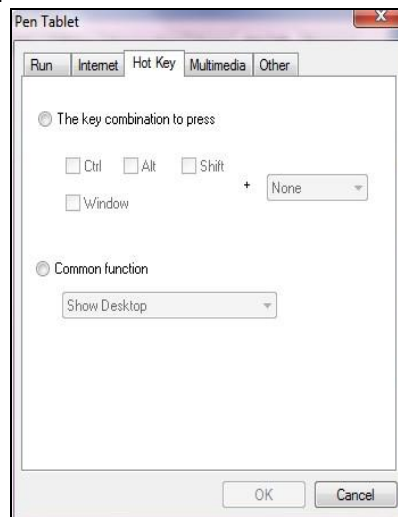 Pen Tablet
X
Run Internet Hot Key Multimedia Other
The key combination to press
Ctrl Alt Shift
+ None
Window
Common function
Show Desktop
OK Cancel